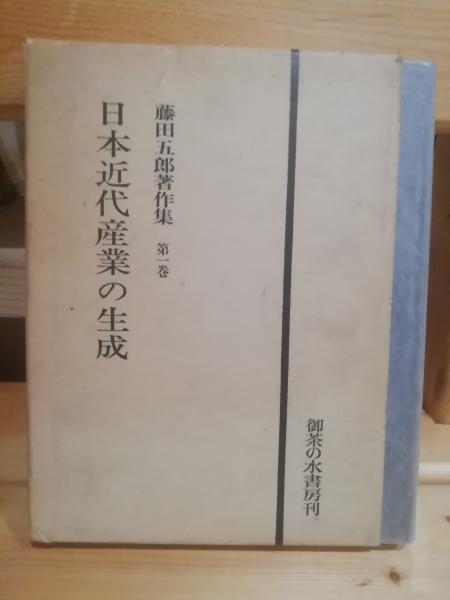 藤田五郎著作集 第一巻
日本近代産業の生成
御茶の水書房刊